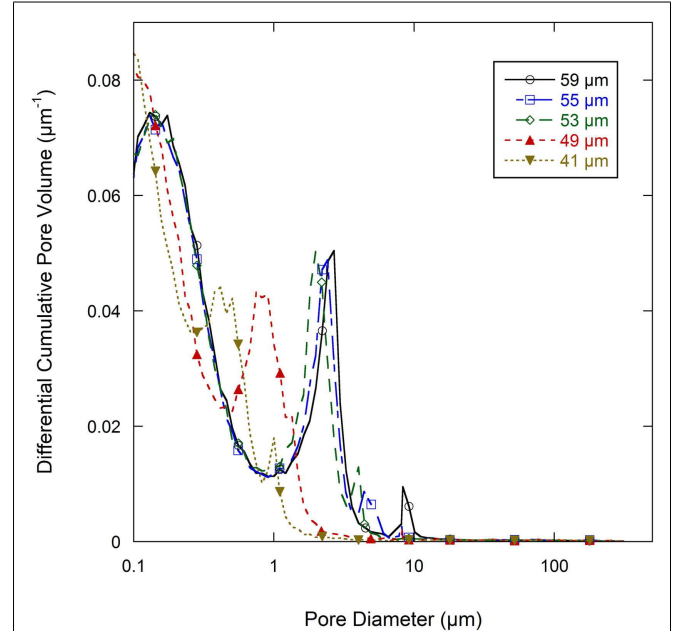 59 µm
55 µm
53 µm
49 µm
41 µm
Differential Cumulative Pore Volume (µm⁻¹)
0.08
0.06
0.04
0.02
0
0.1
1
10
100
Pore Diameter (µm)